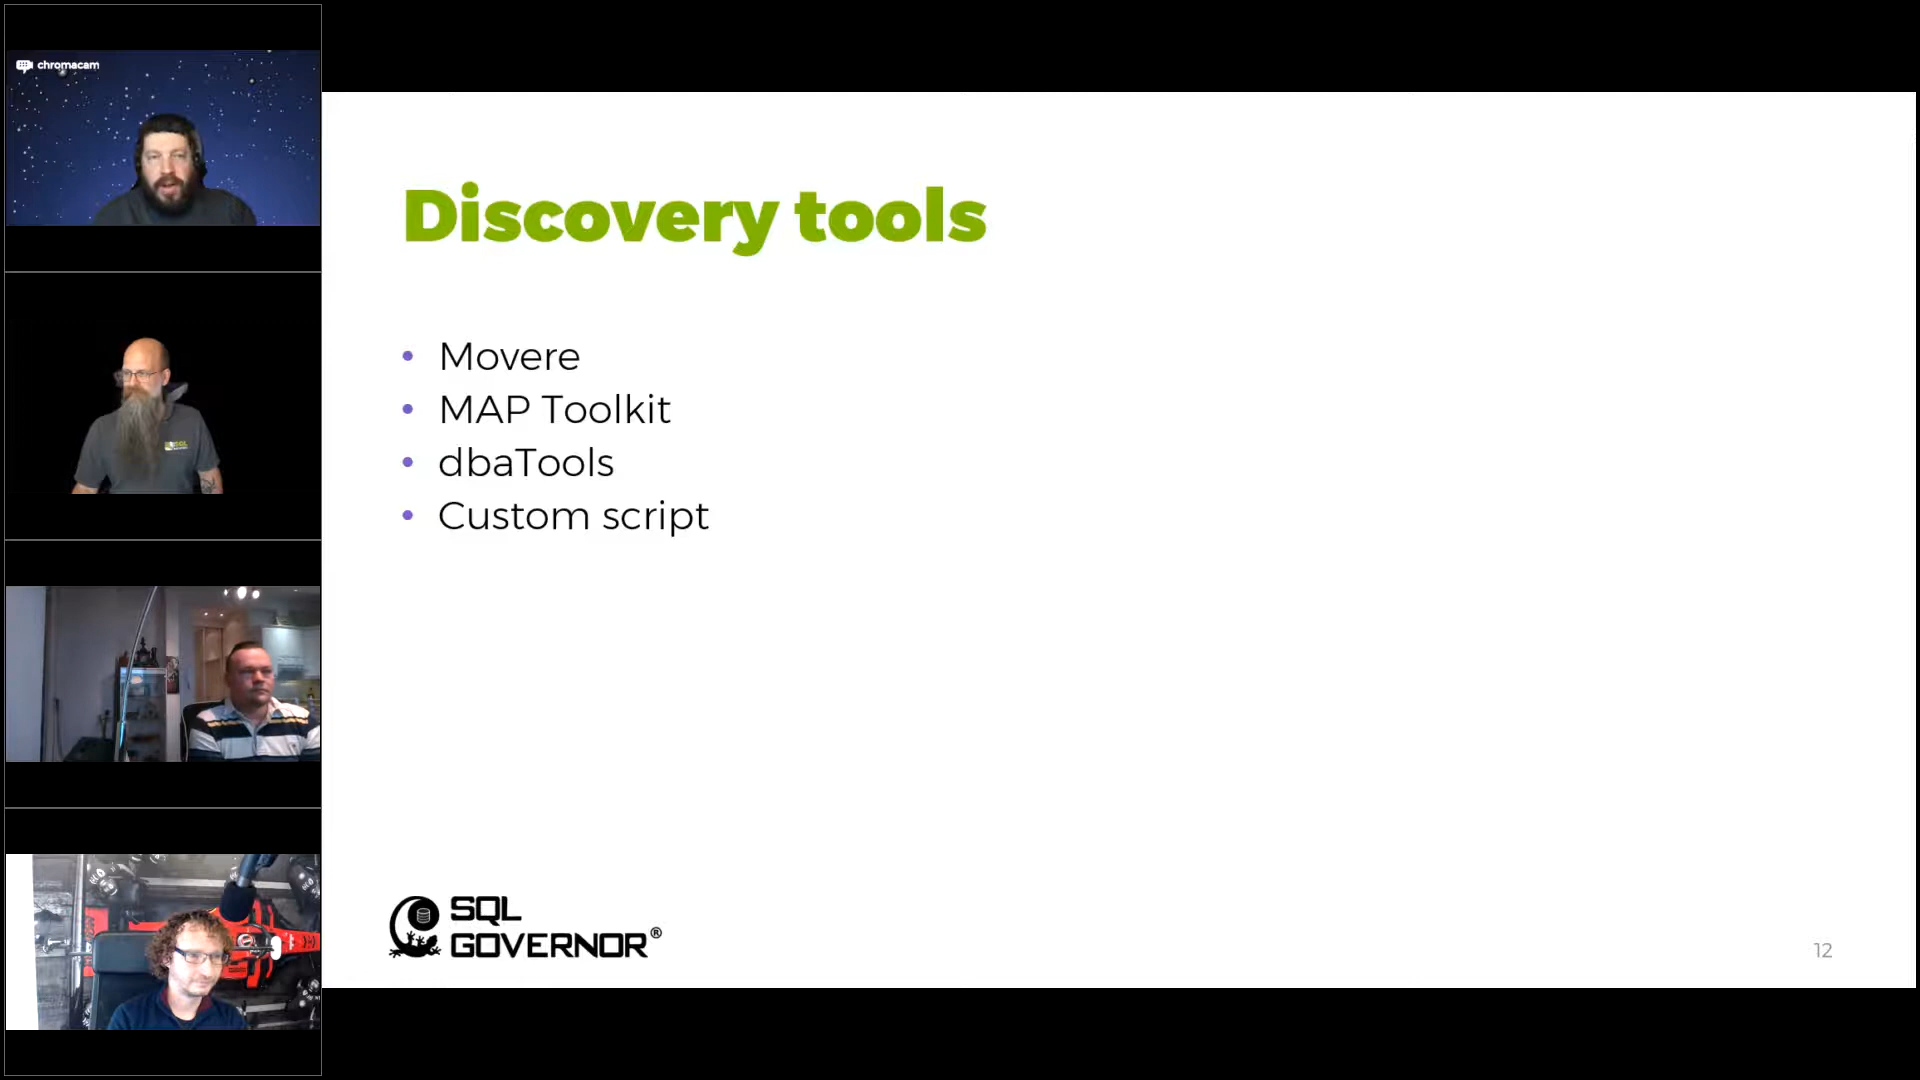 chromacam
Discovery tools
• Movere
• MAP Toolkit
• dbaTools
• Custom script
SQL
GOVERNOR®
12